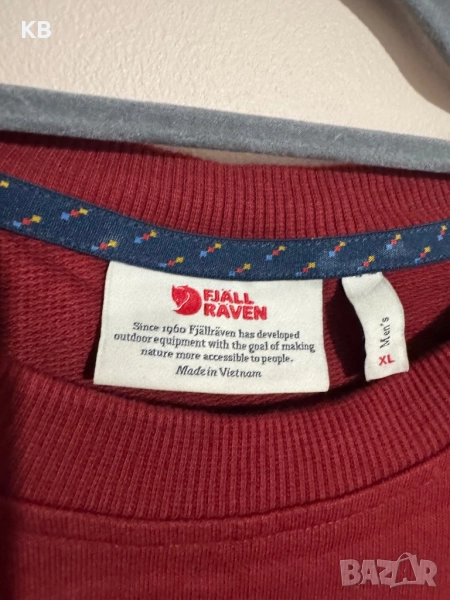 KB
FJÄLL
RÄVEN
Since 1960 Fjällräven has developed
outdoor equipment with the goal of making
nature more accessible to people.
Made in Vietnam
Men's
XL
BAZAR